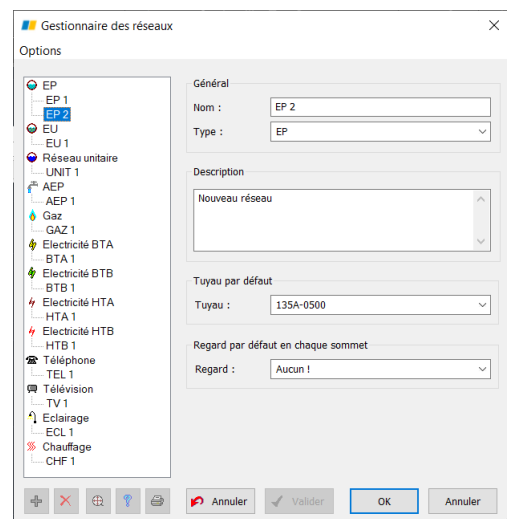 Gestionnaire des réseaux
Options
EP
EP 1
EP 2
EU
EU 1
Réseau unitaire
UNIT 1
AEP
AEP 1
Gaz
GAZ 1
Electricité BTA
BTA 1
Electricité BTB
BTB 1
Electricité HTA
HTA 1
Electricité HTB
HTB 1
Téléphone
TEL 1
Télévision
TV 1
Eclairage
ECL 1
Chauffage
CHF 1
Général
Nom : EP 2
Type : EP
Description
Nouveau réseau
Tuyau par défaut
Tuyau : 135A-0500
Regard par défaut en chaque sommet
Regard : Aucun !
Annuler Valider OK Annuler